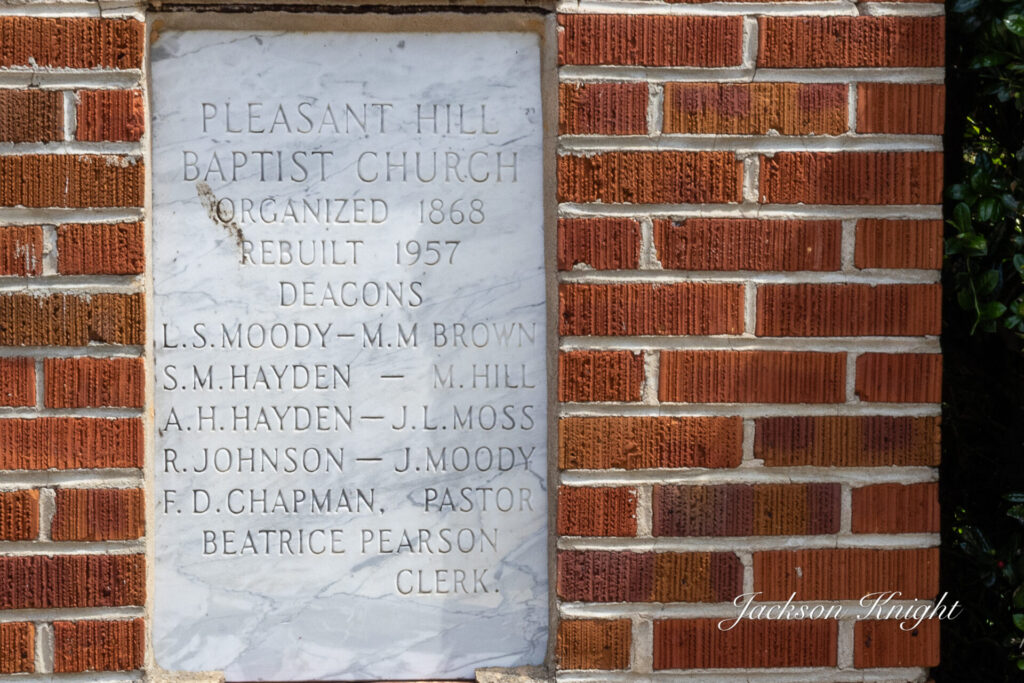 PLEASANT HILL
BAPTIST CHURCH
ORGANIZED 1868
REBUILT 1957
DEACONS
L.S. MOODY – M.M BROWN
S.M. HAYDEN – M. HILL
A.H. HAYDEN – J.L. MOSS
R. JOHNSON – J. MOODY
F.D. CHAPMAN, PASTOR
BEATRICE PEARSON
CLERK.
Jackson Knight